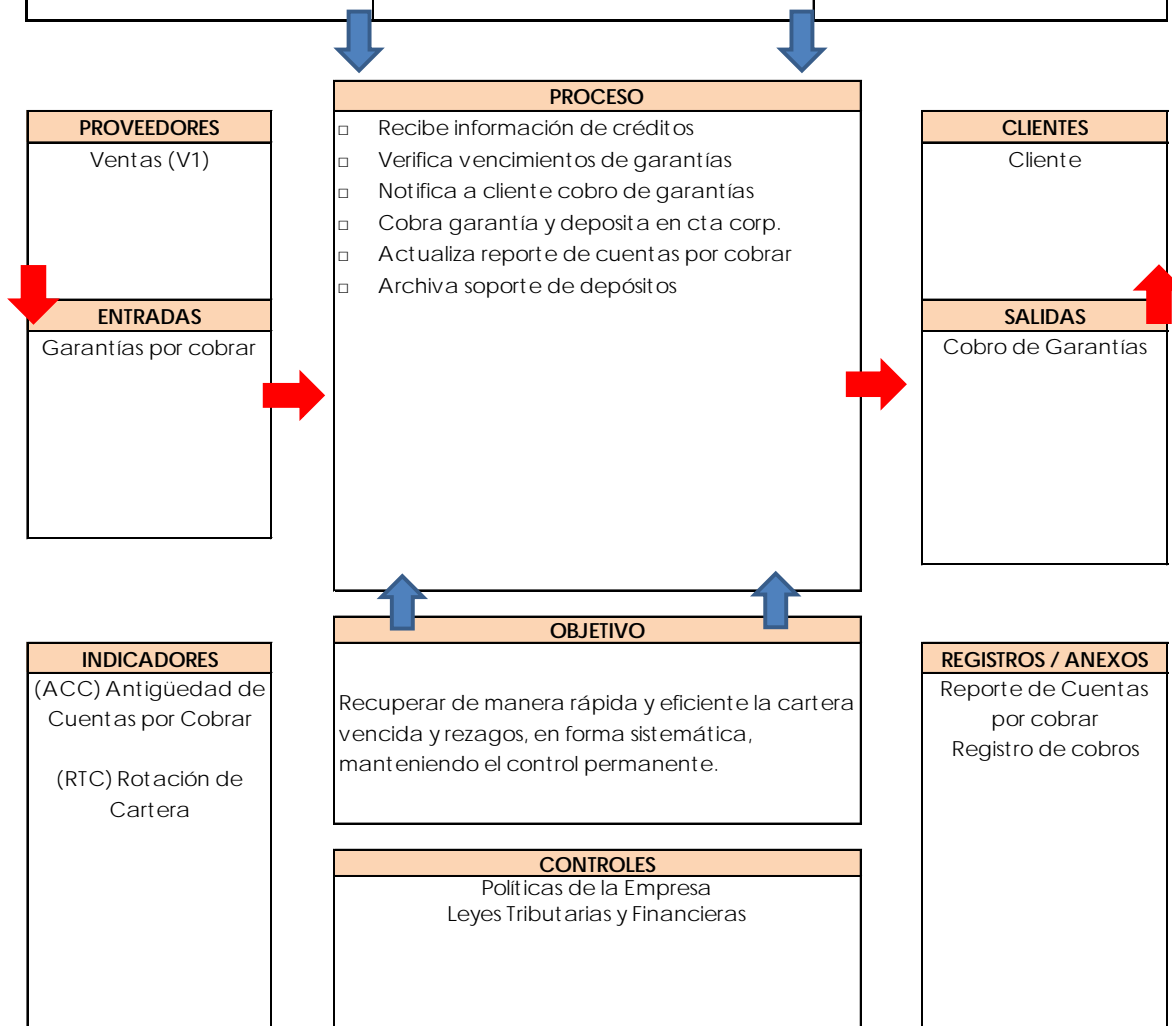 PROCESO
□ Recibe información de créditos
□ Verifica vencimientos de garantías
□ Notifica a cliente cobro de garantías
□ Cobra garantía y deposita en cta corp.
□ Actualiza reporte de cuentas por cobrar
□ Archiva soporte de depósitos
PROVEEDORES
Ventas (V1)
ENTRADAS
Garantías por cobrar
CLIENTES
Cliente
SALIDAS
Cobro de Garantías
OBJETIVO
Recuperar de manera rápida y eficiente la cartera
vencida y rezagos, en forma sistemática,
manteniendo el control permanente.
INDICADORES
(ACC) Antigüedad de
Cuentas por Cobrar
(RTC) Rotación de
Cartera
REGISTROS / ANEXOS
Reporte de Cuentas
por cobrar
Registro de cobros
CONTROLES
Políticas de la Empresa
Leyes Tributarias y Financieras